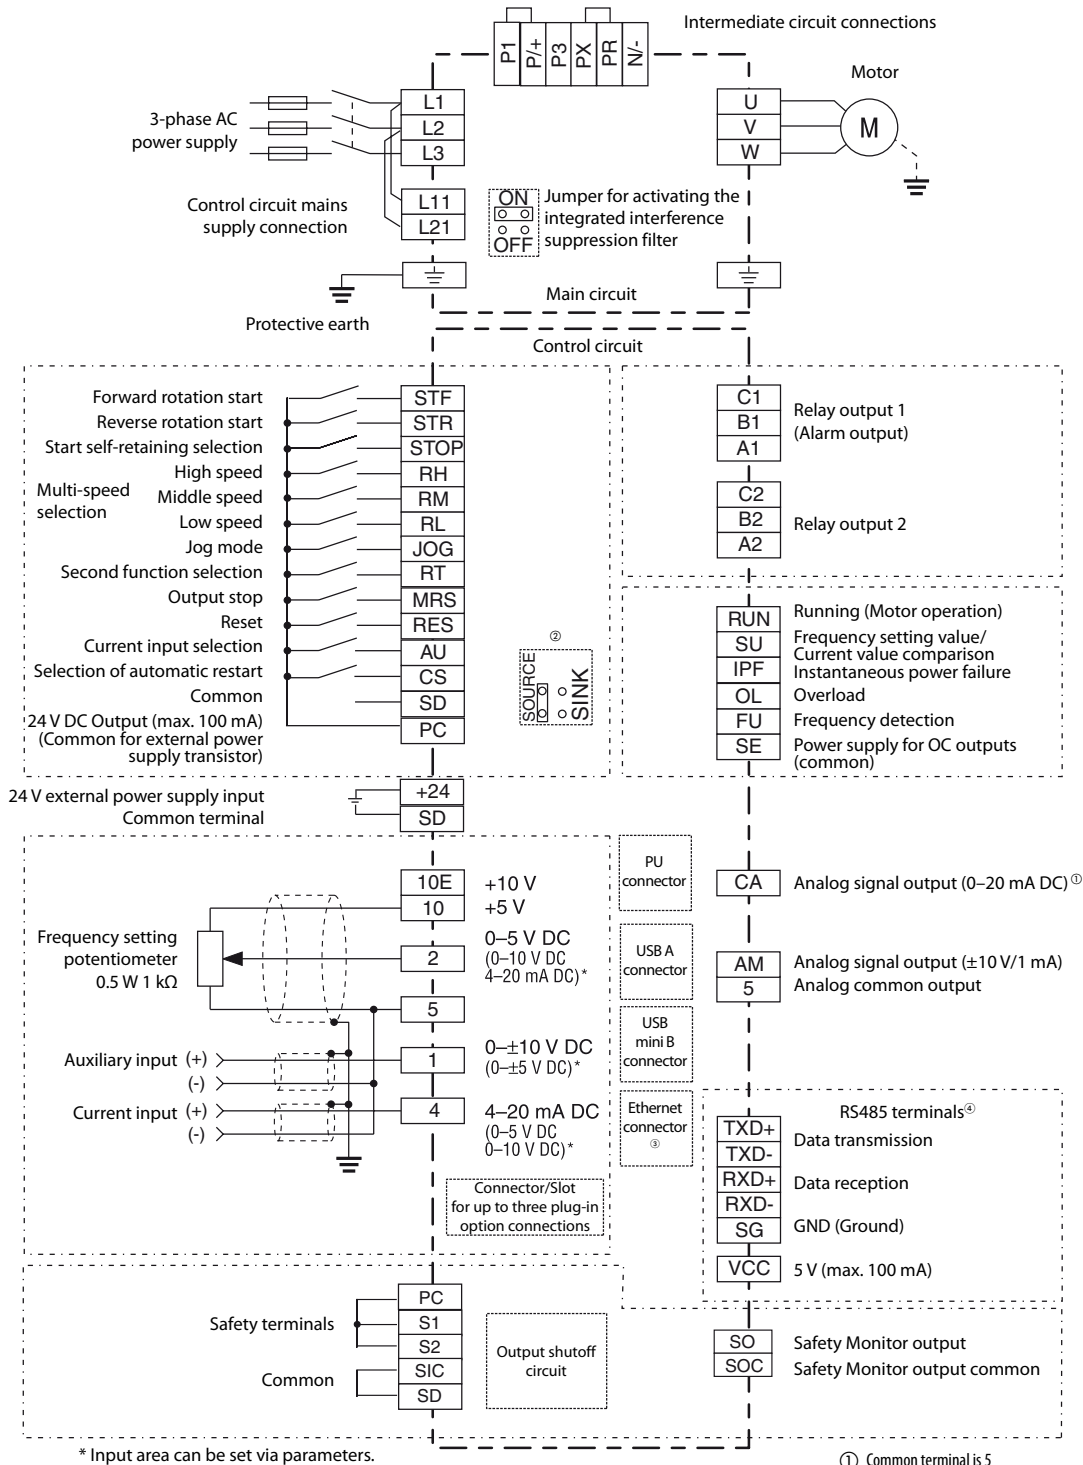 Intermediate circuit connections
P1
P/+
P3
PX
PR
N/-
3-phase AC
power supply
L1
L2
L3
U
V
W
Motor
M
Control circuit mains
supply connection
L11
L21
ON
OFF
Jumper for activating the
integrated interference
suppression filter
Protective earth
Main circuit
Control circuit
Forward rotation start
STF
Reverse rotation start
STR
Start self-retaining selection
STOP
Multi-speed
selection
High speed
RH
Middle speed
RM
Low speed
RL
Jog mode
JOG
Second function selection
RT
Output stop
MRS
Reset
RES
Current input selection
AU
Selection of automatic restart
CS
Common
SD
24 V DC Output (max. 100 mA)
(Common for external power
supply transistor)
PC
②
SOURCE
SINK
C1
B1
A1
Relay output 1
(Alarm output)
C2
B2
A2
Relay output 2
RUN
Running (Motor operation)
SU
Frequency setting value/
Current value comparison
IPF
Instantaneous power failure
OL
Overload
FU
Frequency detection
SE
Power supply for OC outputs
(common)
24 V external power supply input
+24
Common terminal
SD
10E
+10 V
10
+5 V
Frequency setting
potentiometer
0.5 W 1 kΩ
2
0–5 V DC
(0–10 V DC
4–20 mA DC)*
5
Auxiliary input (+)
(-)
1
0–±10 V DC
(0–±5 V DC)*
Current input (+)
(-)
4
4–20 mA DC
(0–5 V DC
0–10 V DC)*
Connector/Slot
for up to three plug-in
option connections
PU
connector
USB A
connector
USB
mini B
connector
Ethernet
connector
③
CA
Analog signal output (0–20 mA DC)①
AM
Analog signal output (±10 V/1 mA)
5
Analog common output
RS485 terminals④
TXD+
TXD-
Data transmission
RXD+
RXD-
Data reception
SG
GND (Ground)
VCC
5 V (max. 100 mA)
Safety terminals
PC
S1
S2
Common
SIC
SD
Output shutoff
circuit
SO
Safety Monitor output
SOC
Safety Monitor output common
* Input area can be set via parameters.
① Common terminal is 5